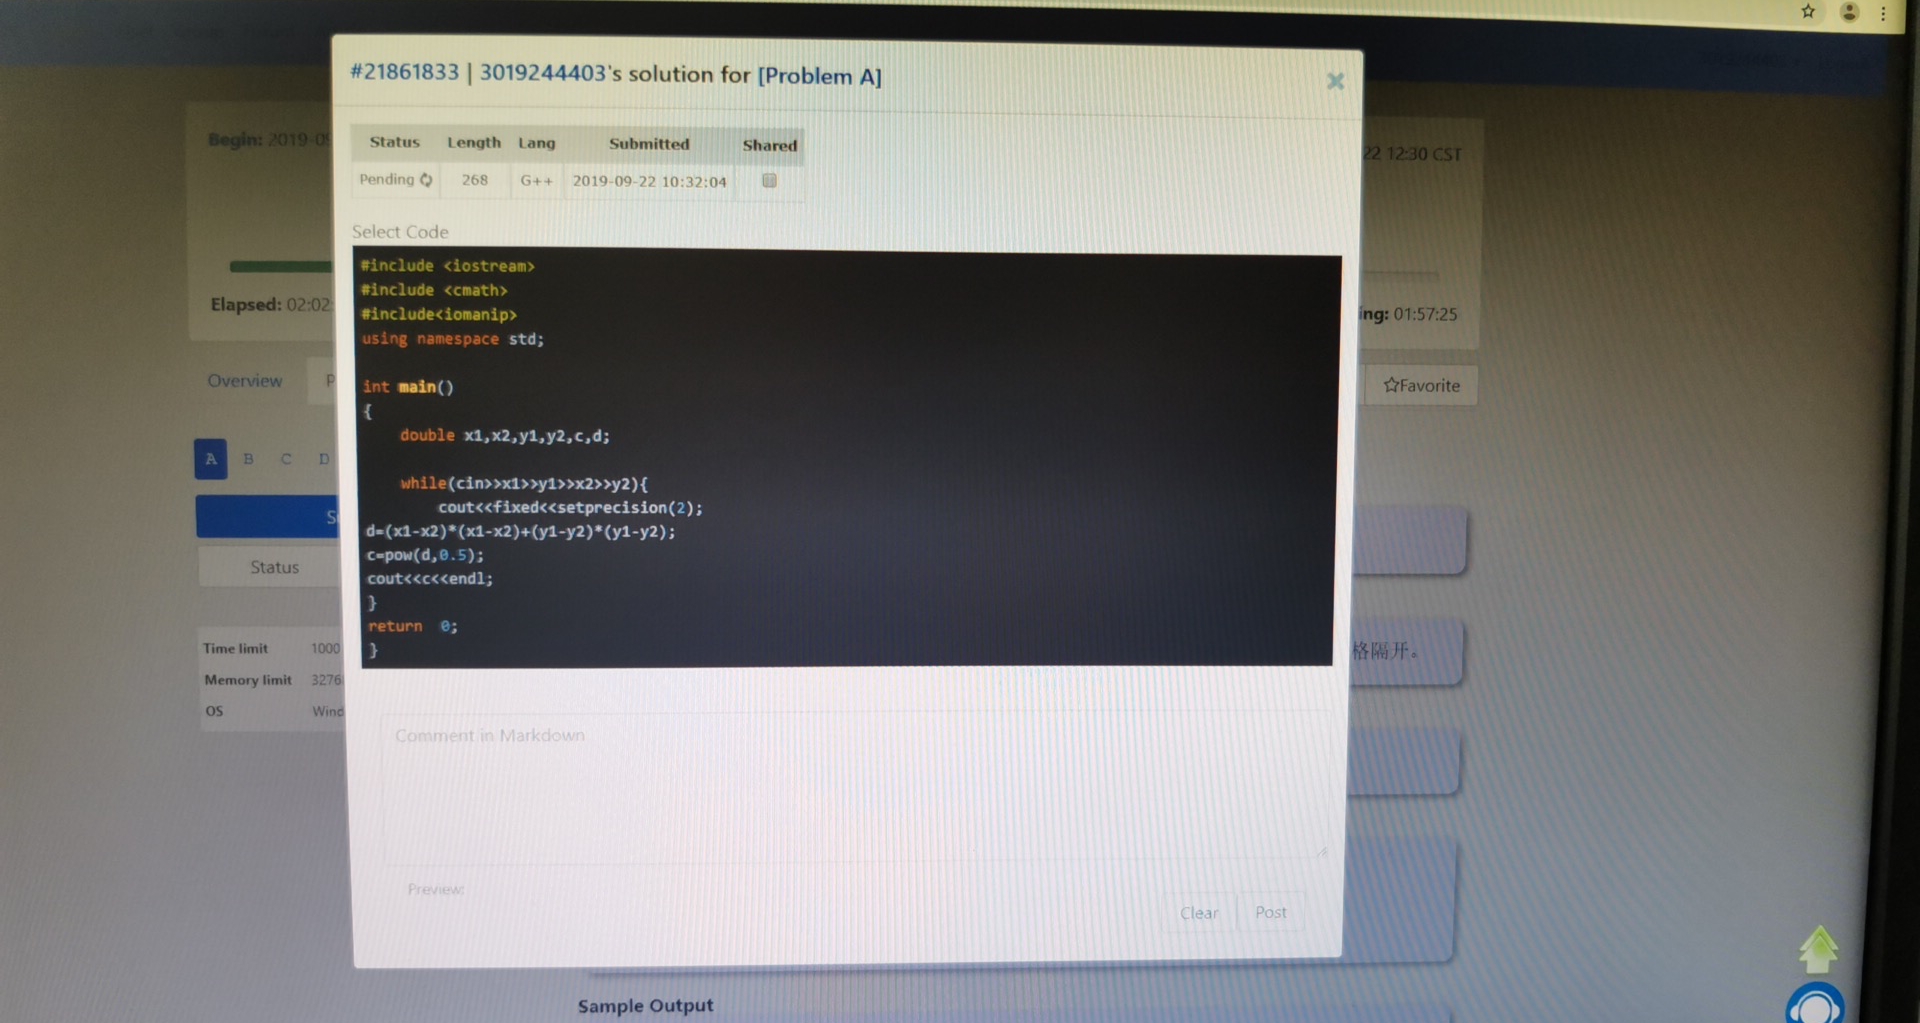 #21861833 | 3019244403's solution for [Problem A]
Status Length Lang Submitted Shared
Pending 268 G++ 2019-09-22 10:32:04
Select Code
#include <iostream>
#include <cmath>
#include<iomanip>
using namespace std;
int main()
{
double x1,x2,y1,y2,c,d;
while(cin>>x1>>y1>>x2>>y2){
cout<<fixed<<setprecision(2);
d=(x1-x2)*(x1-x2)+(y1-y2)*(y1-y2);
c=pow(d,0.5);
cout<<c<<endl;
}
return 0;
}
Comment in Markdown
Preview:
Clear Post
Begin: 2019-09
22 12:30 CST
Elapsed: 02:02:
ing: 01:57:25
Overview P
☆Favorite
A B C D
S
Status
Time limit 1000
Memory limit 3276
OS Wind
格隔开。
Sample Output